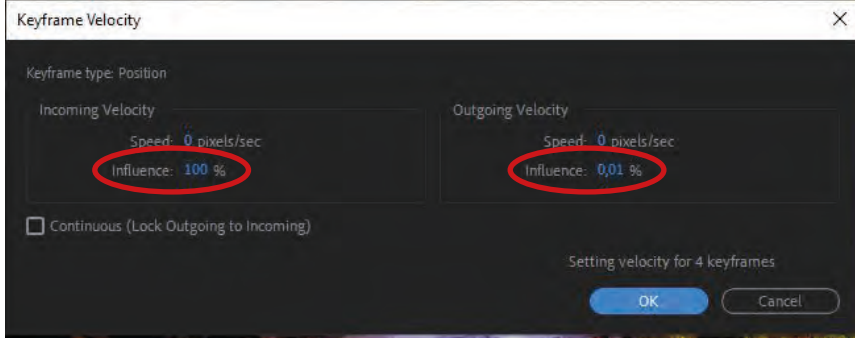 Keyframe Velocity
Keyframe type: Position
Incoming Velocity
Speed: 0 pixels/sec
Influence: 100 %
Outgoing Velocity
Speed: 0 pixels/sec
Influence: 0,01 %
Continuous (Lock Outgoing to Incoming)
Setting velocity for 4 keyframes
OK
Cancel